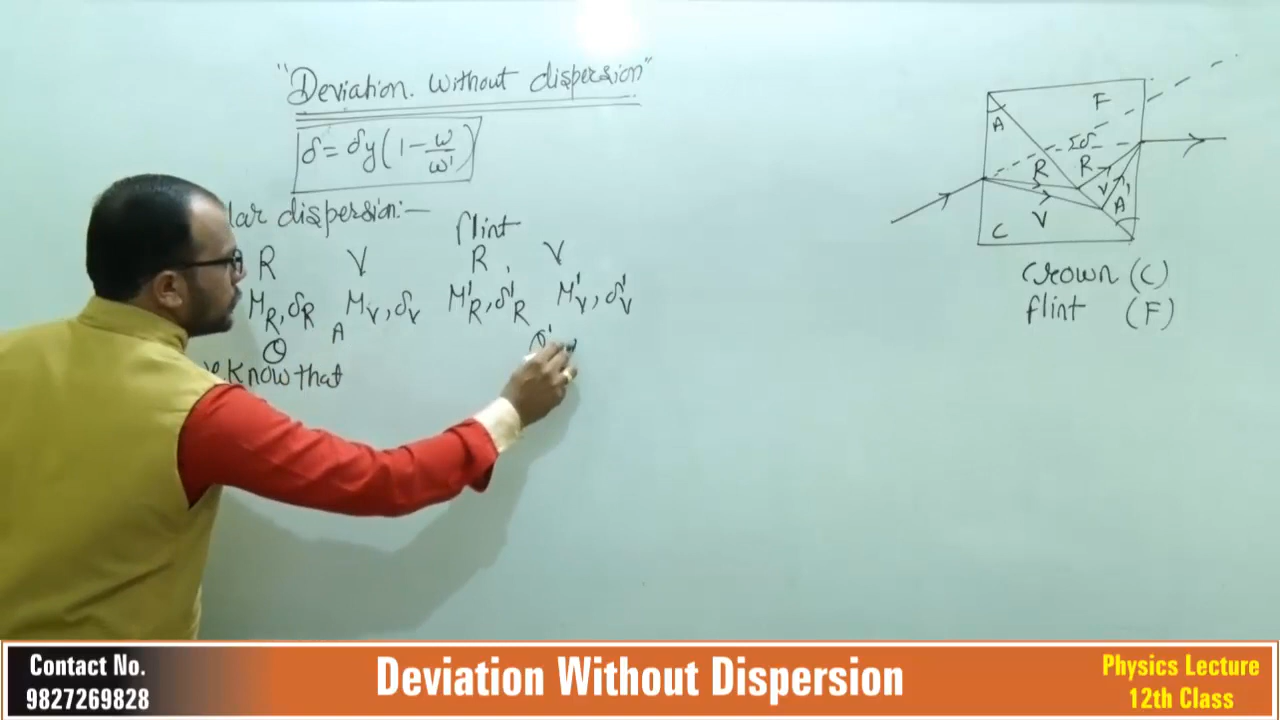 "Deviation. Without dispersion"
δ = δy(1 - ω/ω')
lar dispersion:-
flint
R V R, V
μR, δR μV, δV μ'R, δ'R μ'V, δ'V
θ A θ'
know that
A F
Σδ
R R
V V A'
C
Crown (C)
flint (F)
Contact No.
9827269828
Deviation Without Dispersion
Physics Lecture
12th Class